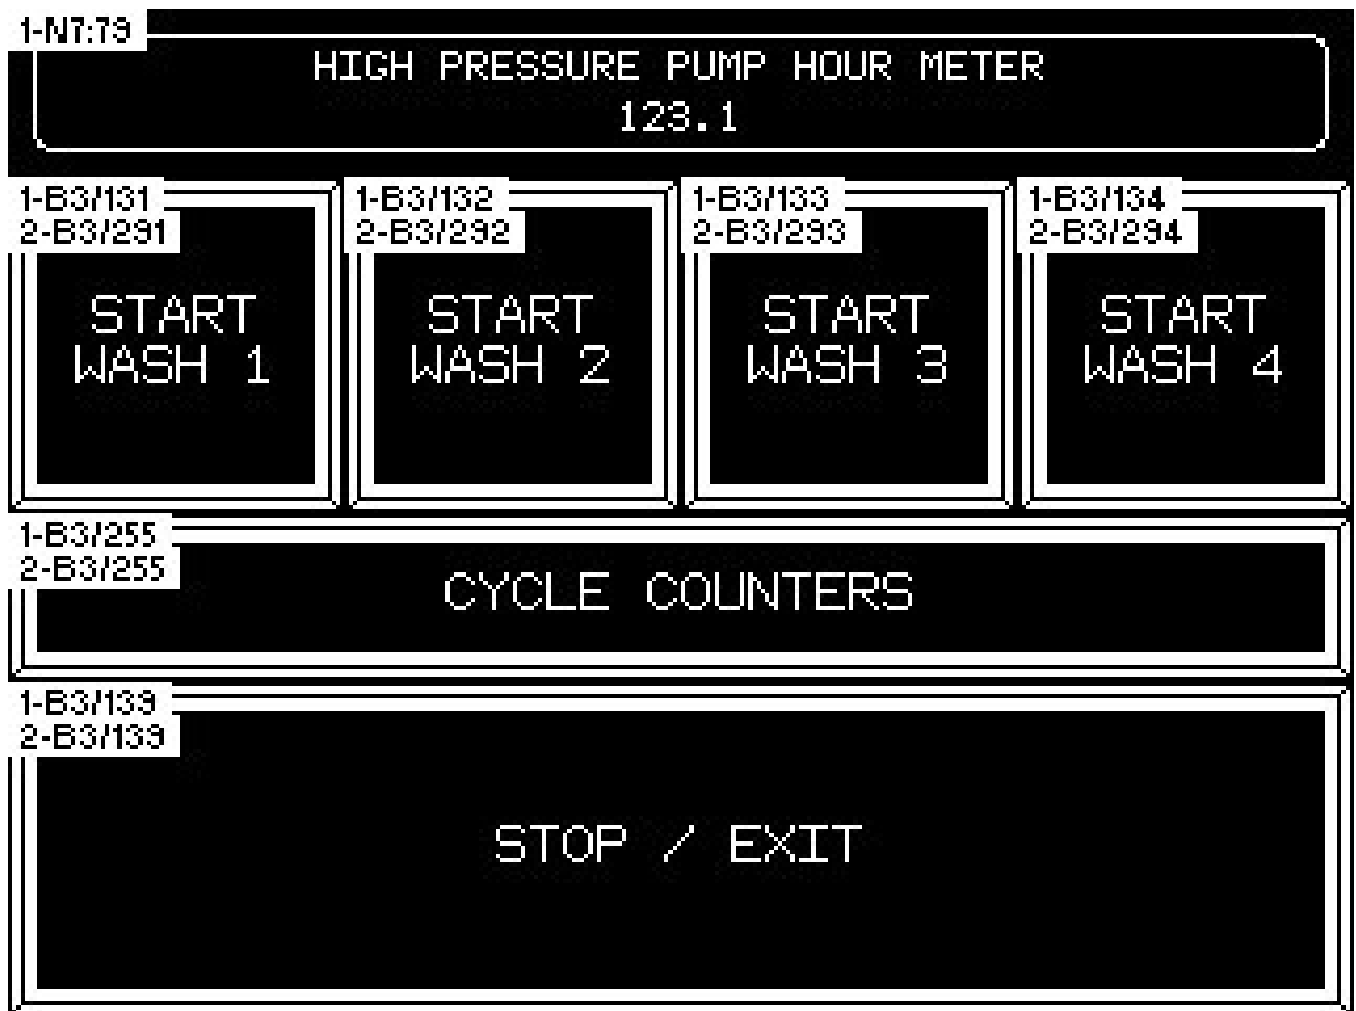 1-N7:79
HIGH PRESSURE PUMP HOUR METER
123.1
1-B3/131
2-B3/291
START
WASH 1
1-B3/132
2-B3/292
START
WASH 2
1-B3/133
2-B3/293
START
WASH 3
1-B3/134
2-B3/294
START
WASH 4
1-B3/255
2-B3/255
CYCLE COUNTERS
1-B3/139
2-B3/139
STOP / EXIT